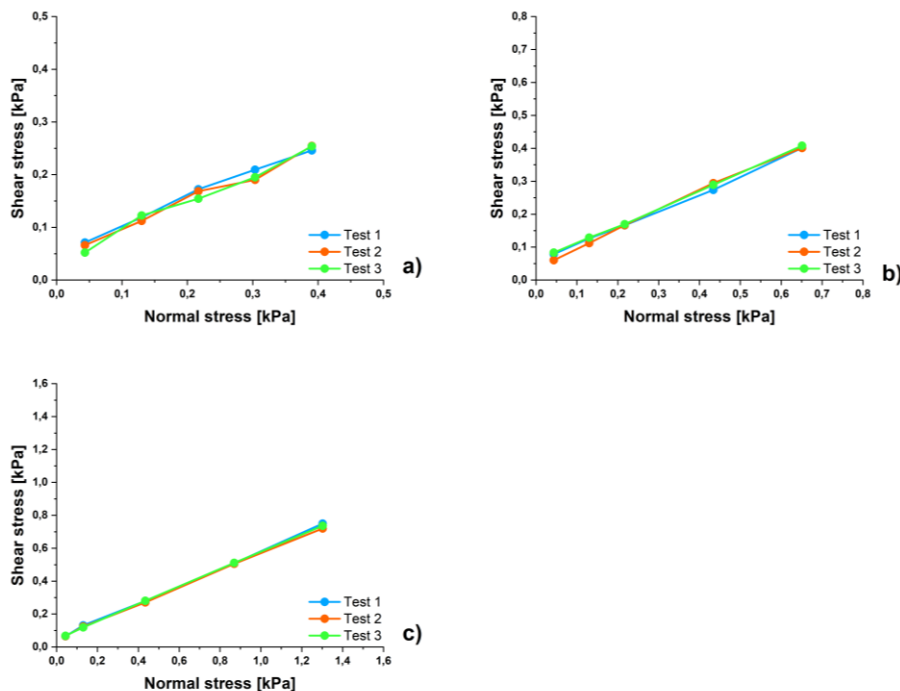 0,5
0,4
0,3
0,2
0,1
0,0
Shear stress [kPa]
0,0 0,1 0,2 0,3 0,4 0,5
Normal stress [kPa]
Test 1
Test 2
Test 3
a)
0,8
0,7
0,6
0,5
0,4
0,3
0,2
0,1
0,0
Shear stress [kPa]
0,0 0,1 0,2 0,3 0,4 0,5 0,6 0,7 0,8
Normal stress [kPa]
Test 1
Test 2
Test 3
b)
1,6
1,4
1,2
1,0
0,8
0,6
0,4
0,2
0,0
Shear stress [kPa]
0,0 0,2 0,4 0,6 0,8 1,0 1,2 1,4 1,6
Normal stress [kPa]
Test 1
Test 2
Test 3
c)